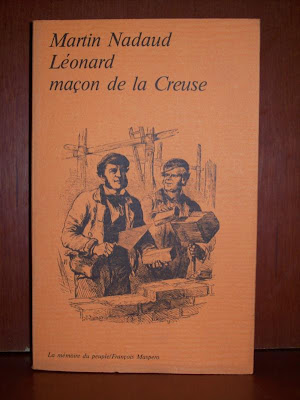 Martin Nadaud
Léonard
maçon de la Creuse
La mémoire du peuple/François Maspero